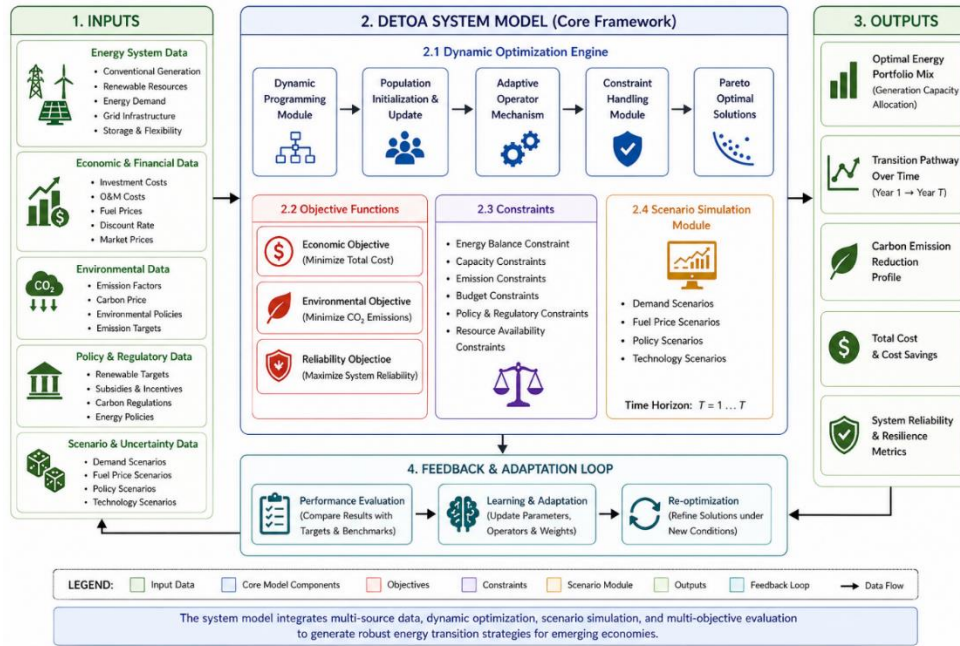 1. INPUTS
Energy System Data
• Conventional Generation
• Renewable Resources
• Energy Demand
• Grid Infrastructure
• Storage & Flexibility
Economic & Financial Data
• Investment Costs
• O&M Costs
• Fuel Prices
• Discount Rate
• Market Prices
Environmental Data
CO₂
• Emission Factors
• Carbon Price
• Environmental Policies
• Emission Targets
Policy & Regulatory Data
• Renewable Targets
• Subsidies & Incentives
• Carbon Regulations
• Energy Policies
Scenario & Uncertainty Data
• Demand Scenarios
• Fuel Price Scenarios
• Policy Scenarios
• Technology Scenarios
2. DETOA SYSTEM MODEL (Core Framework)
2.1 Dynamic Optimization Engine
Dynamic
Programming
Module
Population
Initialization &
Update
Adaptive
Operator
Mechanism
Constraint
Handling
Module
Pareto
Optimal
Solutions
2.2 Objective Functions
Economic Objective
(Minimize Total Cost)
Environmental Objective
(Minimize CO₂ Emissions)
Reliability Objective
(Maximize System Reliability)
2.3 Constraints
• Energy Balance Constraint
• Capacity Constraints
• Emission Constraints
• Budget Constraints
• Policy & Regulatory Constraints
• Resource Availability
Constraints
2.4 Scenario Simulation
Module
• Demand Scenarios
• Fuel Price Scenarios
• Policy Scenarios
• Technology Scenarios
Time Horizon: T = 1 ... T
3. OUTPUTS
Optimal Energy
Portfolio Mix
(Generation Capacity
Allocation)
Transition Pathway
Over Time
(Year 1 → Year T)
Carbon Emission
Reduction
Profile
Total Cost
& Cost Savings
System Reliability
& Resilience
Metrics
4. FEEDBACK & ADAPTATION LOOP
Performance Evaluation
(Compare Results with
Targets & Benchmarks)
Learning & Adaptation
(Update Parameters,
Operators & Weights)
Re-optimization
(Refine Solutions under
New Conditions)
LEGEND: Input Data Core Model Components Objectives Constraints Scenario Module Outputs Feedback Loop Data Flow
The system model integrates multi-source data, dynamic optimization, scenario simulation, and multi-objective evaluation
to generate robust energy transition strategies for emerging economies.